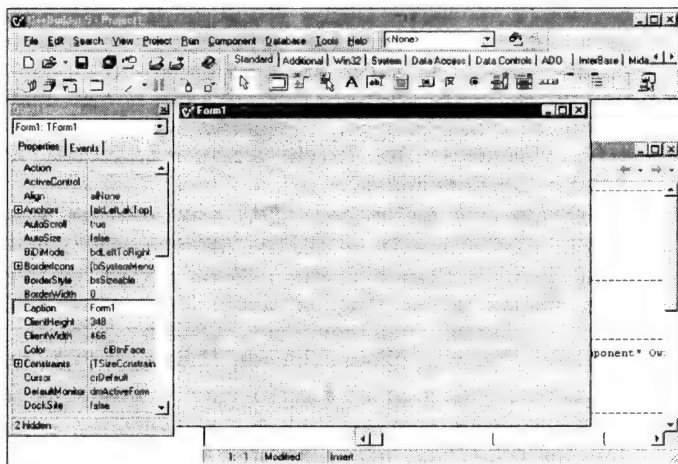 C++Builder 5 - Project1
File Edit Search View Project Run Component Database Tools Help <None>
Standard Additional Win32 System Data Access Data Controls ADO InterBase Mida
Form1
Form1: TForm1
Properties Events
Action
ActiveControl
Align alNone
Anchors [akLeft,akTop]
AutoScroll true
AutoSize false
BiDiMode bdLeftToRight
BorderIcons [biSystemMenu,
BorderStyle bsSizeable
BorderWidth 0
Caption Form1
ClientHeight 348
ClientWidth 466
Color clBtnFace
Constraints (TSizeConstrain
Cursor crDefault
DefaultMonitor dmActiveForm
DockSite false
2 hidden
ponent* Ow
1: 1 Modified Insert